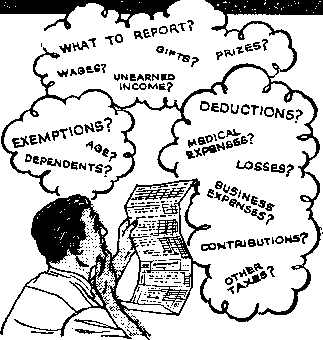 WHAT TO REPORT?
GIFTS? PRIZES?
WAGES?
UNEARNED
INCOME?
EXEMPTIONS?
AGE?
DEPENDENTS?
DEDUCTIONS?
MEDICAL
EXPENSES?
LOSSES?
BUSINESS
EXPENSES?
CONTRIBUTIONS?
OTHER
TAXES?